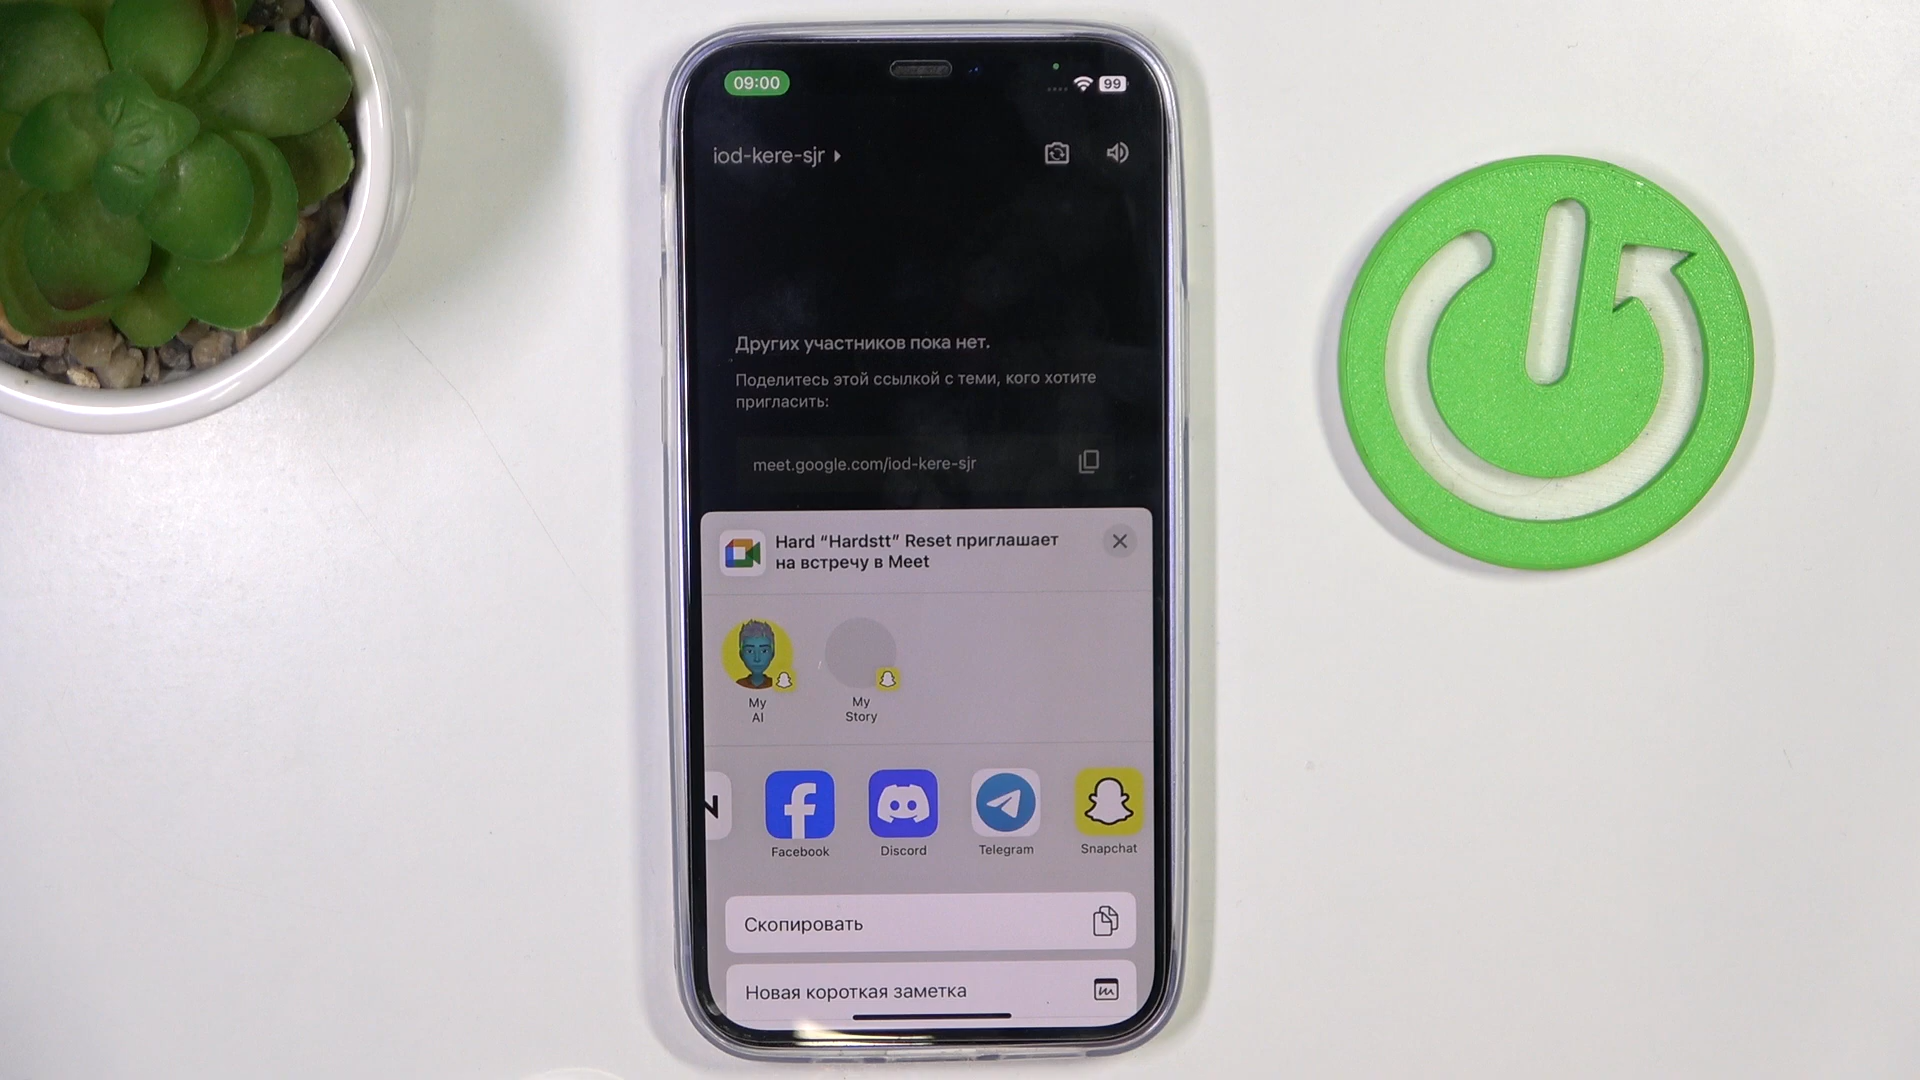 09:00
99
iod-kere-sjr
Других участников пока нет.
Поделитесь этой ссылкой с теми, кого хотите
пригласить:
meet.google.com/iod-kere-sjr
Hard “Hardstt” Reset приглашает
на встречу в Meet
My
AI
My
Story
Facebook
Discord
Telegram
Snapchat
Скопировать
Новая короткая заметка